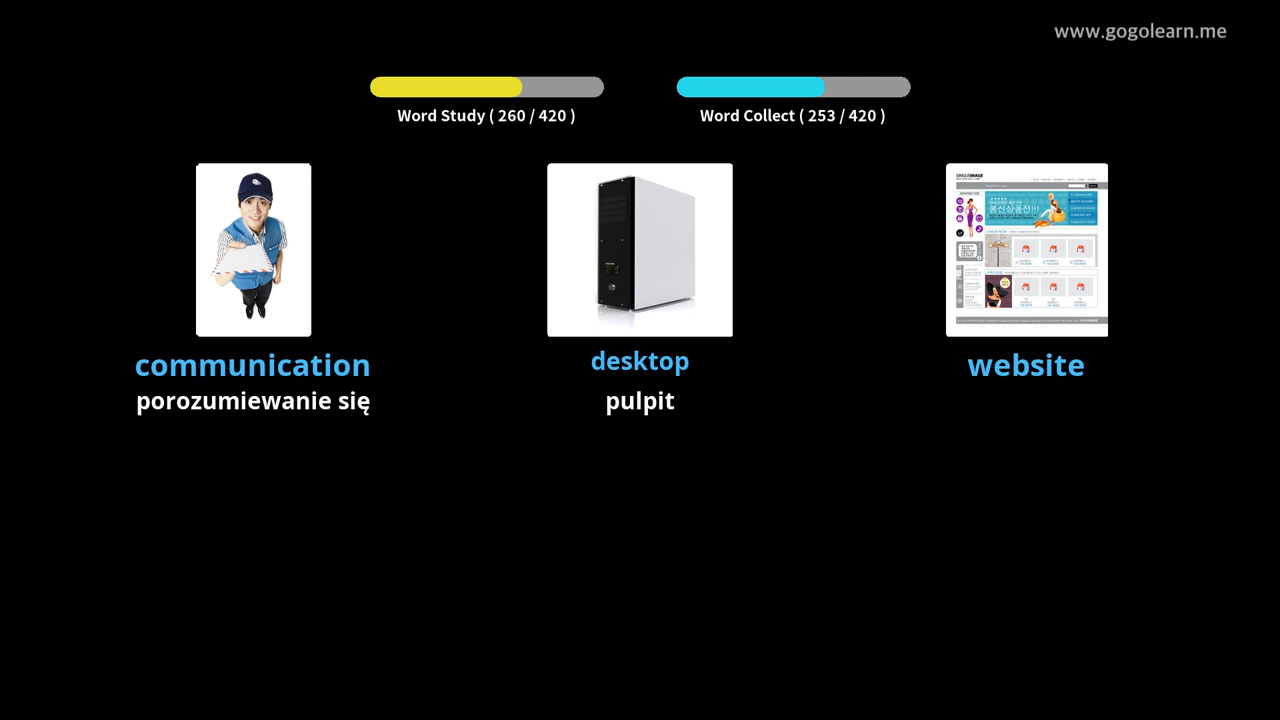 www.gogolearn.me
Word Study ( 260 / 420 )
Word Collect ( 253 / 420 )
communication
porozumiewanie się
desktop
pulpit
website